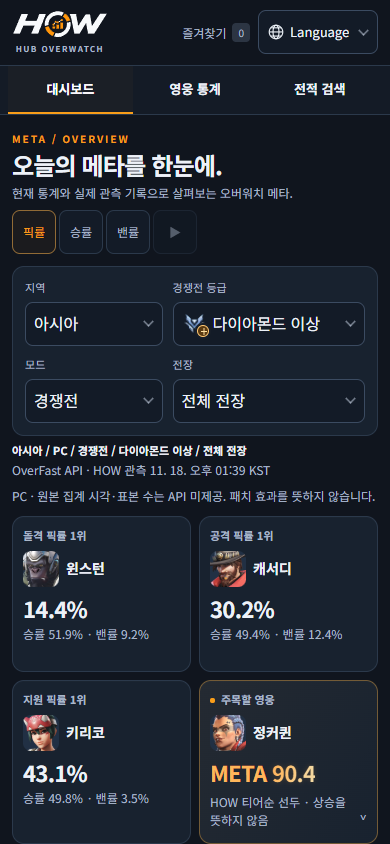 HOW
HUB OVERWATCH
즐겨찾기 0
Language
대시보드 영웅 통계 전적 검색
META / OVERVIEW
오늘의 메타를 한눈에.
현재 통계와 실제 관측 기록으로 살펴보는 오버워치 메타.
픽률 승률 밴률
지역 경쟁전 등급
아시아 다이아몬드 이상
모드 전장
경쟁전 전체 전장
아시아 / PC / 경쟁전 / 다이아몬드 이상 / 전체 전장
OverFast API · HOW 관측 11. 18. 오후 01:39 KST
PC · 원본 집계 시각·표본 수는 API 미제공. 패치 효과를 뜻하지 않습니다.
돌격 픽률 1위
윈스턴
14.4%
승률 51.9% · 밴률 9.2%
공격 픽률 1위
캐서디
30.2%
승률 49.4% · 밴률 12.4%
지원 픽률 1위
키리코
43.1%
승률 49.8% · 밴률 3.5%
주목할 영웅
정커퀸
META 90.4
HOW 티어순 선두 · 상승을
뜻하지 않음